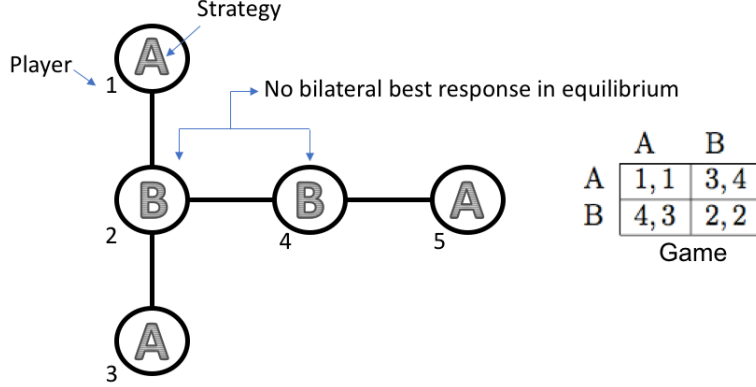 Strategy
A
Player
1
No bilateral best response in equilibrium
A B
A 1, 1 3, 4
B B A
B 4, 3 2, 2
2 4 5
Game
A
3